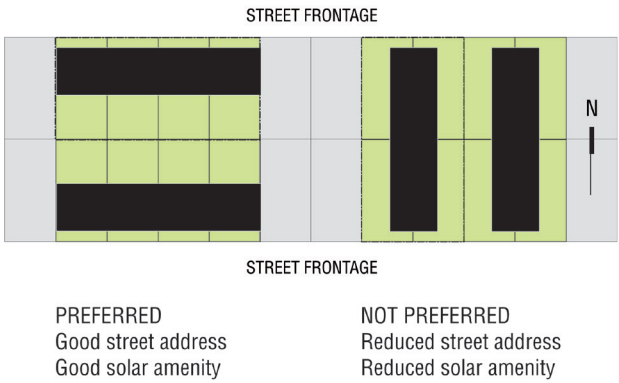 STREET FRONTAGE
N
STREET FRONTAGE
PREFERRED
Good street address
Good solar amenity
NOT PREFERRED
Reduced street address
Reduced solar amenity